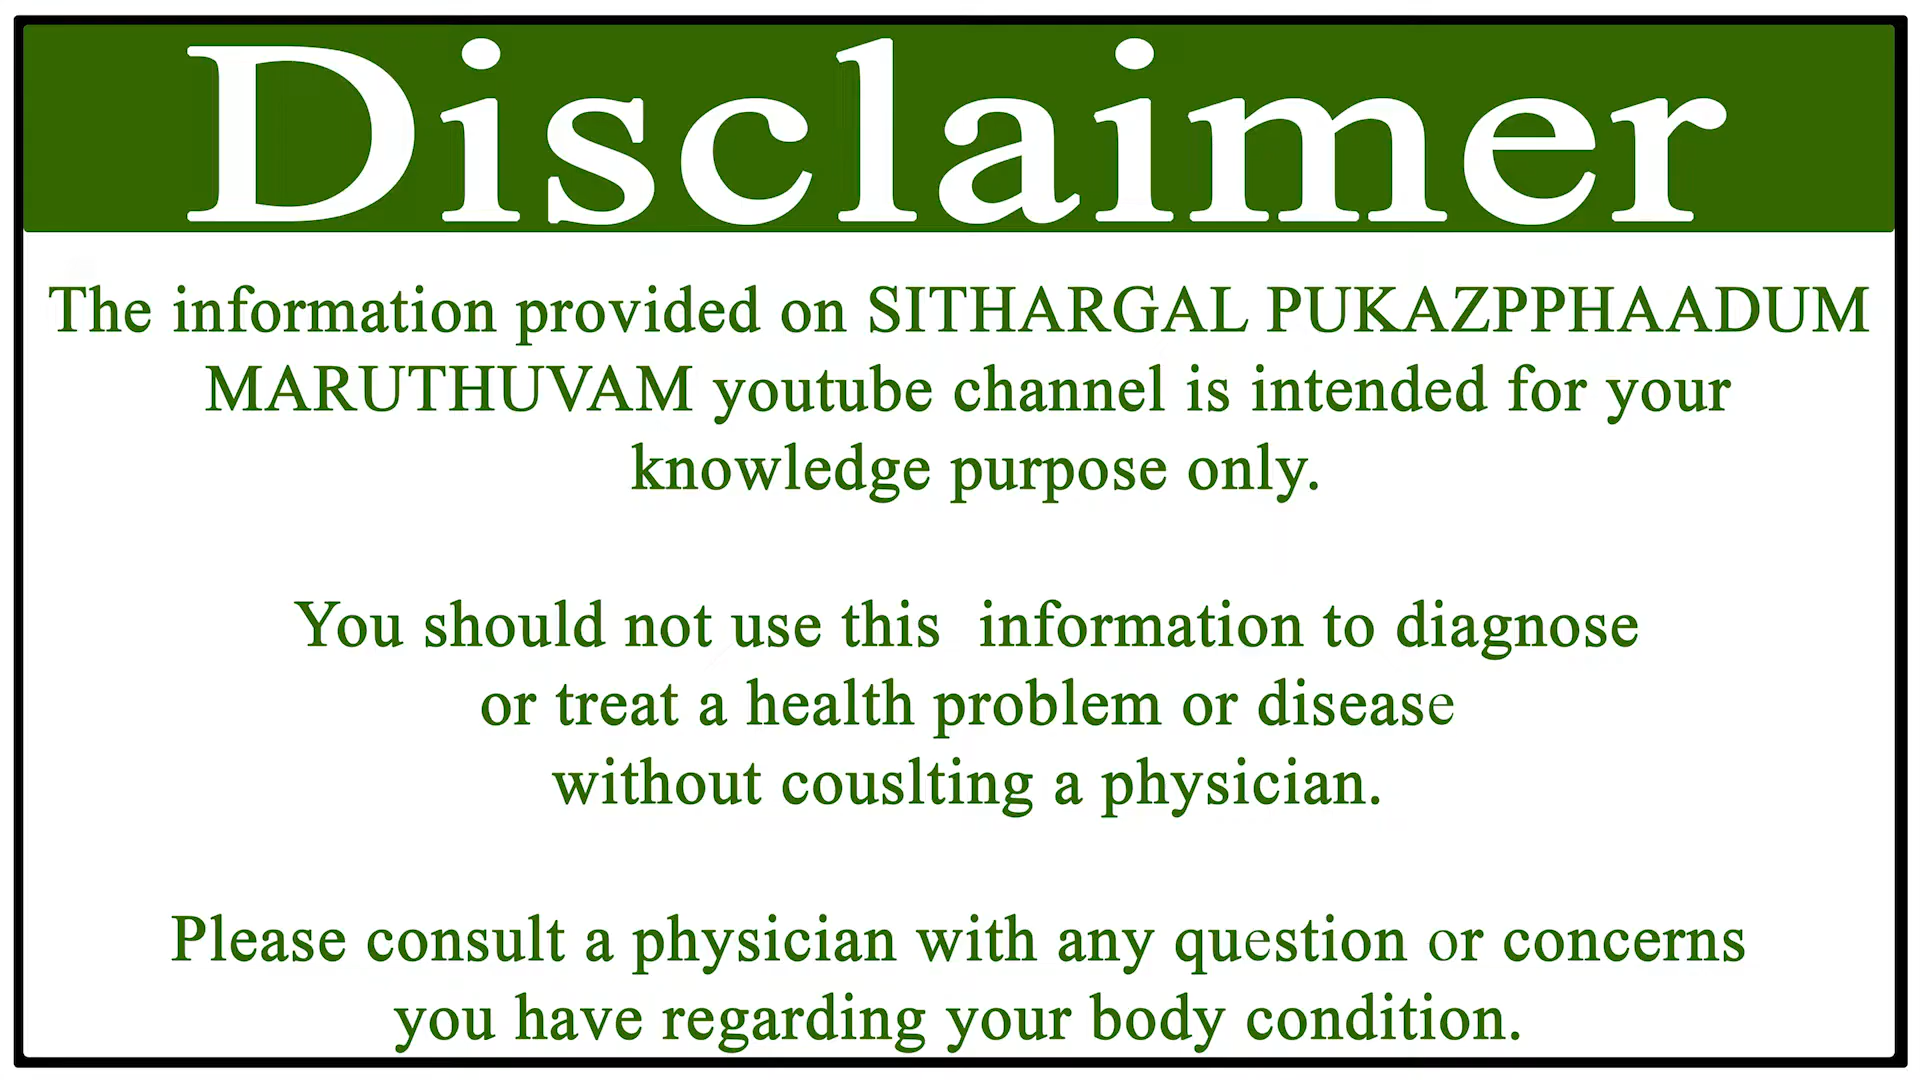 Disclaimer
The information provided on SITHARGAL PUKAZPPHAADUM
MARUTHUVAM youtube channel is intended for your
knowledge purpose only.
You should not use this information to diagnose
or treat a health problem or disease
without couslting a physician.
Please consult a physician with any question or concerns
you have regarding your body condition.